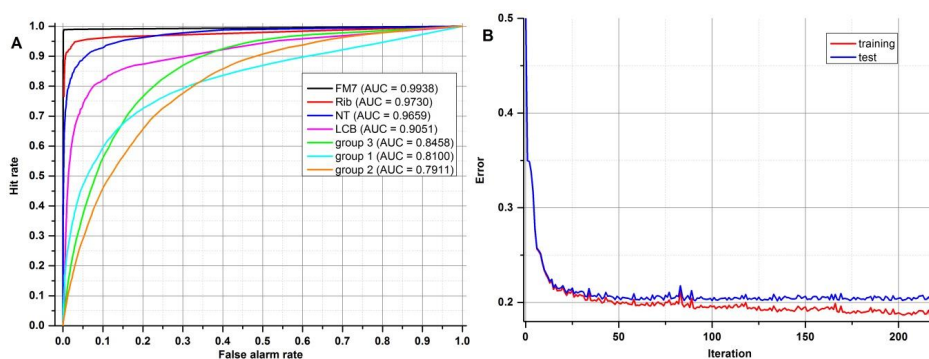 A
1.0
0.9
0.8
0.7
0.6
0.5
0.4
0.3
0.2
0.1
0.0
Hit rate
0.0 0.1 0.2 0.3 0.4 0.5 0.6 0.7 0.8 0.9 1.0
False alarm rate
FM7 (AUC = 0.9938)
Rib (AUC = 0.9730)
NT (AUC = 0.9659)
LCB (AUC = 0.9051)
group 3 (AUC = 0.8458)
group 1 (AUC = 0.8100)
group 2 (AUC = 0.7911)
B
0.5
0.4
0.3
0.2
Error
0 25 50 75 100 125 150 175 200
Iteration
training
test